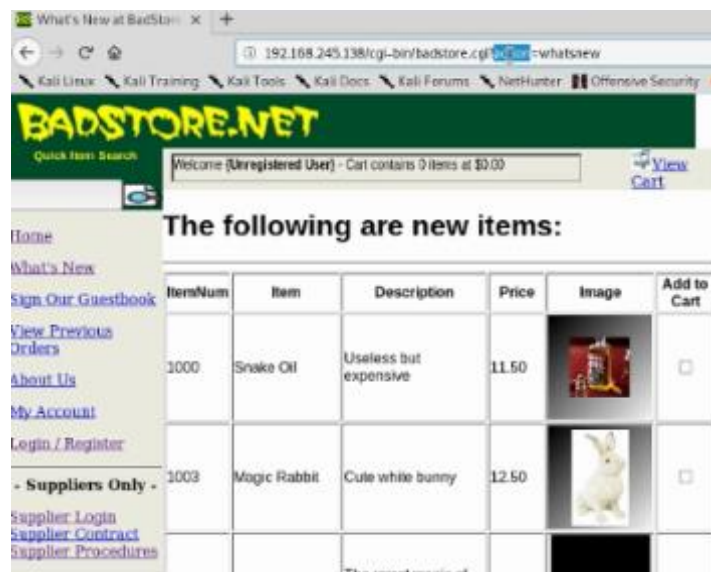 What's New at BadStore
192.168.245.138/cgi-bin/badstore.cgi?action=whatsnew
Kali Linux Kali Training Kali Tools Kali Docs Kali Forums NetHunter Offensive Security
BADSTORE.NET
Quick Item Search
Welcome {Unregistered User} - Cart contains 0 items at $0.00
View Cart
The following are new items:
Home
What's New
Sign Our Guestbook
View Previous
Orders
About Us
My Account
Login / Register
- Suppliers Only -
Supplier Login
Supplier Contract
Supplier Procedures
ItemNum Item Description Price Image Add to Cart
1000 Snake Oil Useless but expensive 11.50
1003 Magic Rabbit Cute white bunny 12.50